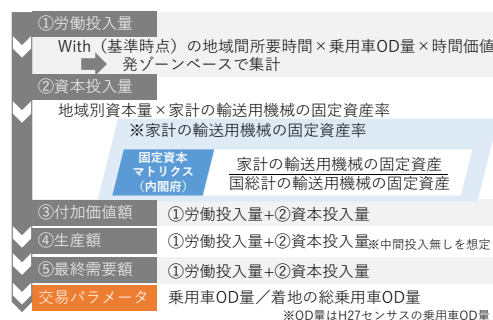 ①労働投入量
With（基準時点）の地域間所要時間×乗用車OD量×時間価値
発ゾーンベースで集計
②資本投入量
地域別資本量×家計の輸送用機械の固定資産率
※家計の輸送用機械の固定資産率
固定資本
マトリクス
（内閣府）
家計の輸送用機械の固定資産
国総計の輸送用機械の固定資産
③付加価値額
①労働投入量+②資本投入量
④生産額
①労働投入量+②資本投入量※中間投入無しを想定
⑤最終需要額
①労働投入量+②資本投入量
交易パラメータ
乗用車OD量／着地の総乗用車OD量
※OD量はH27センサスの乗用車OD量